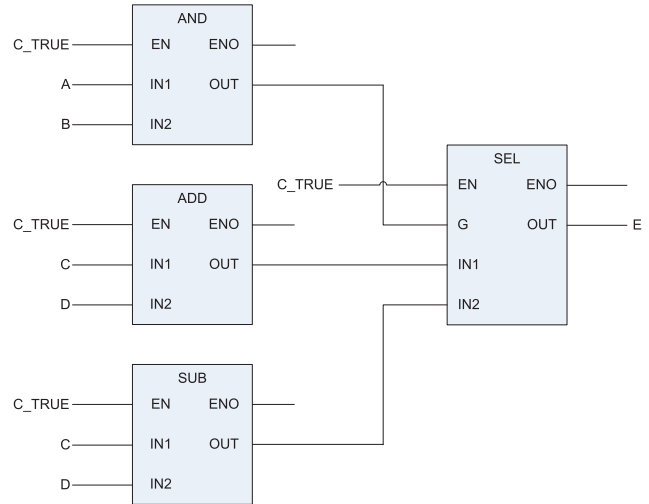 AND
C_TRUE EN ENO
A IN1 OUT
B IN2
ADD
C_TRUE EN ENO
C IN1 OUT
D IN2
SUB
C_TRUE EN ENO
C IN1 OUT
D IN2
SEL
C_TRUE EN ENO
G OUT E
IN1
IN2